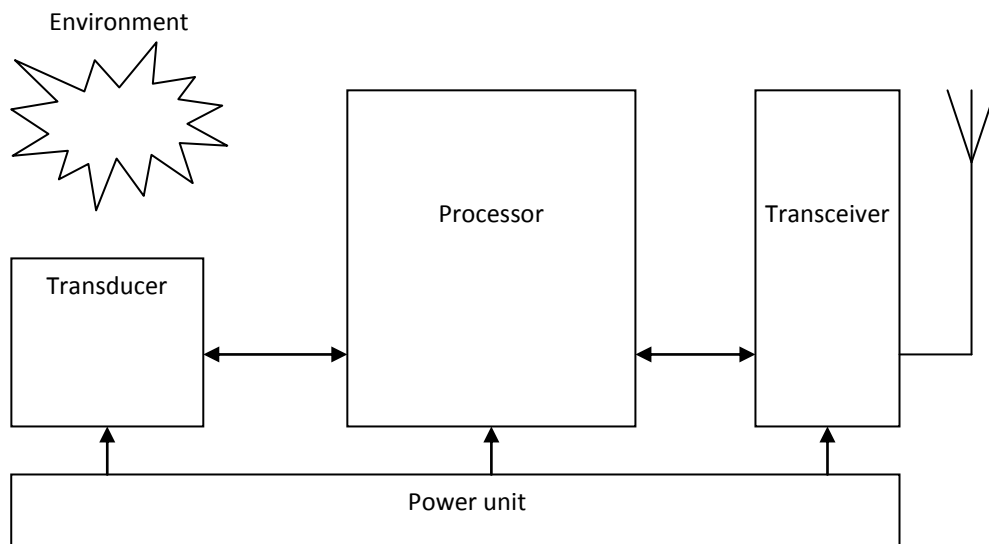 Environment
Processor
Transceiver
Transducer
Power unit